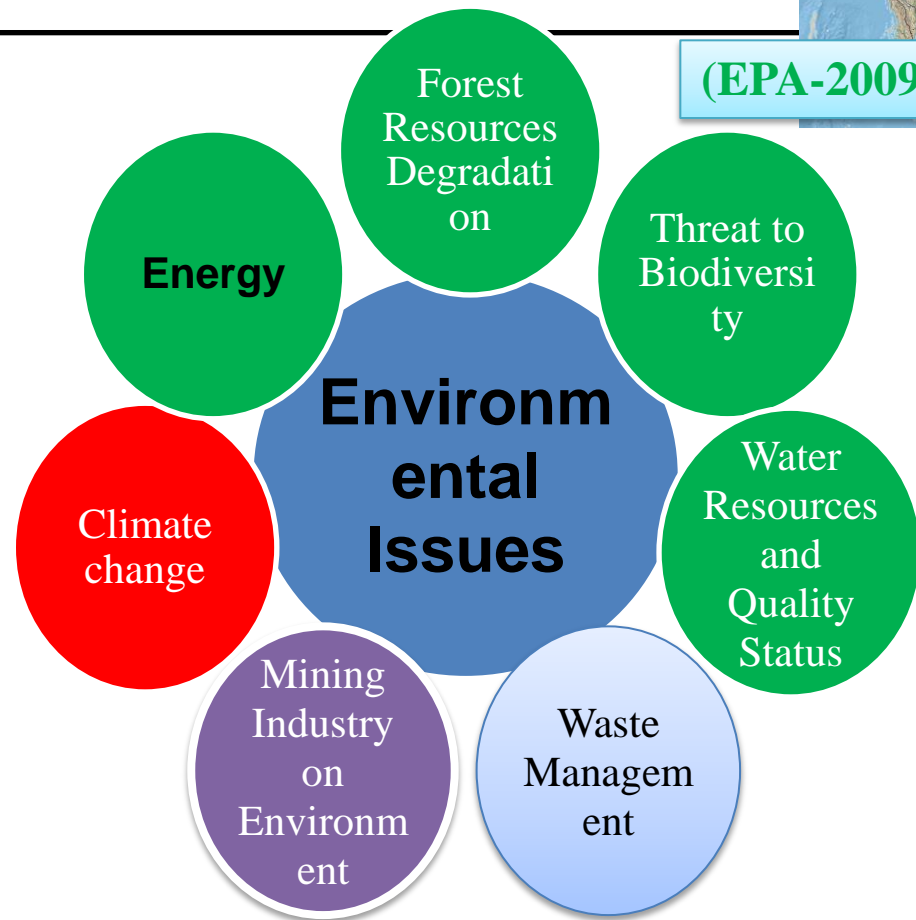 (EPA-2009
Forest
Resources
Degradati
on
Threat to
Biodiversi
ty
Energy
Environm
ental
Issues
Water
Resources
and
Quality
Status
Climate
change
Mining
Industry
on
Environm
ent
Waste
Managem
ent